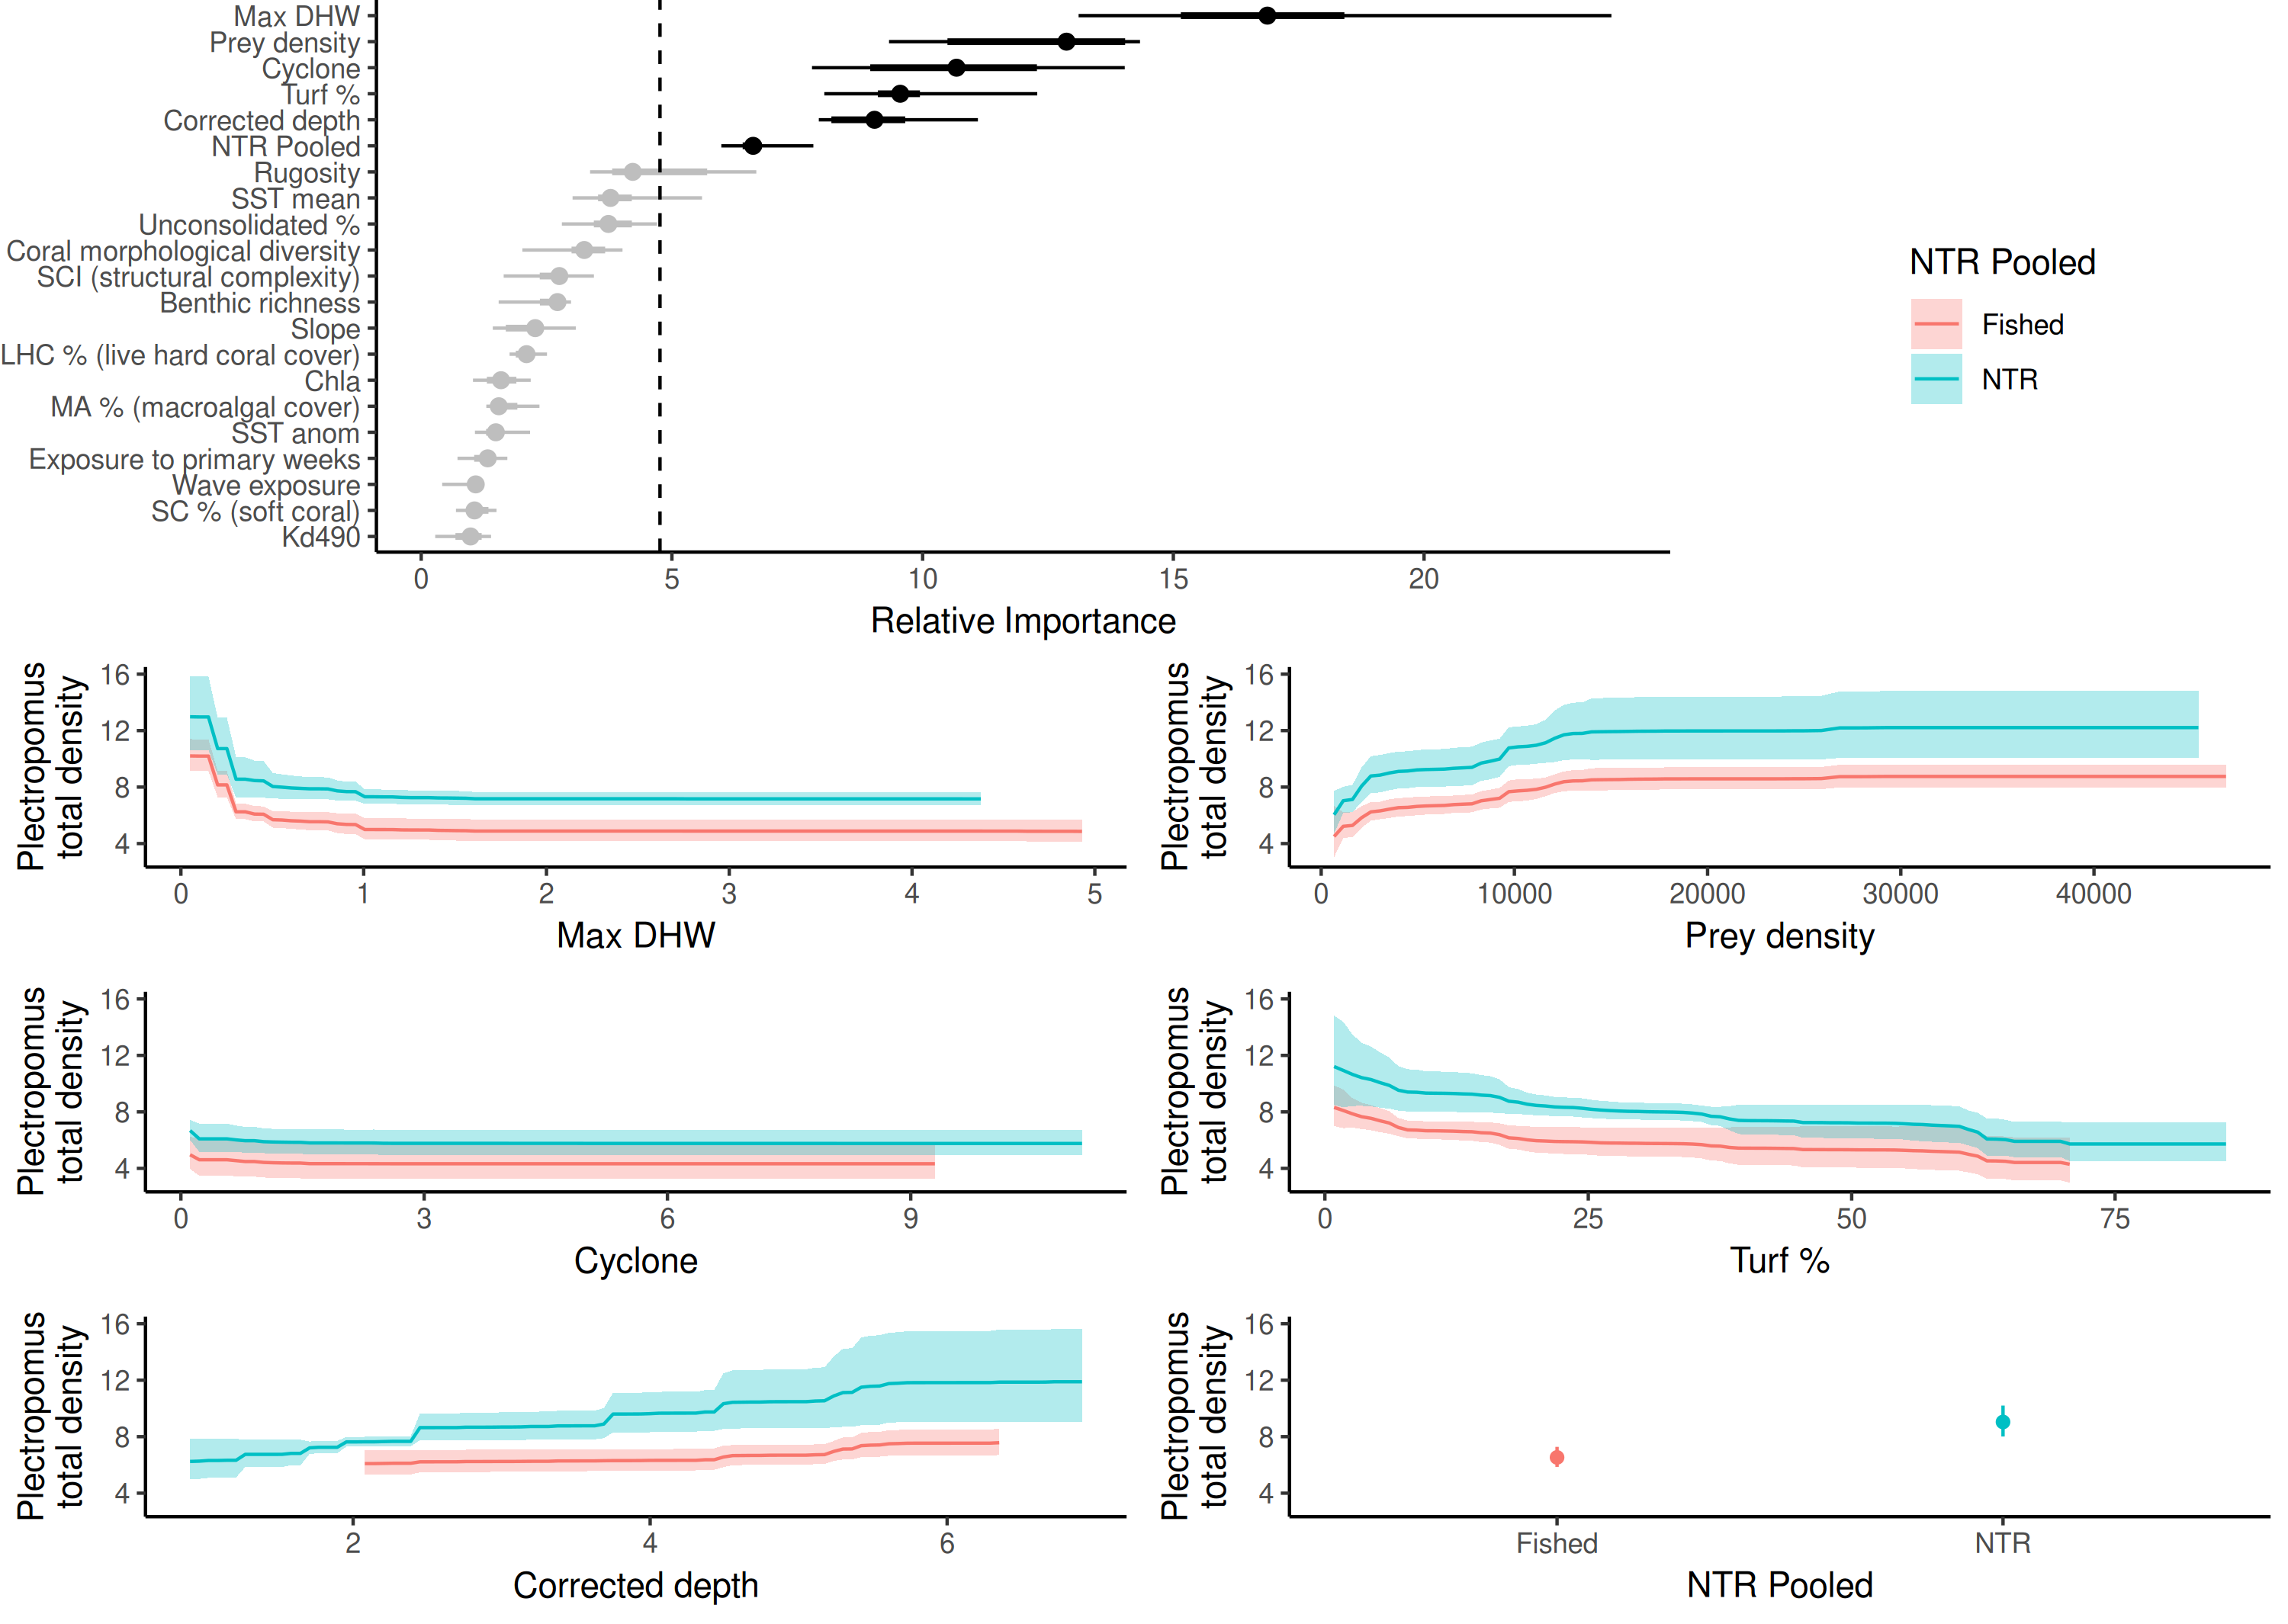 Max DHW
Prey density
Cyclone
Turf %
Corrected depth
NTR Pooled
Rugosity
SST mean
Unconsolidated %
Coral morphological diversity
SCI (structural complexity)
Benthic richness
Slope
LHC % (live hard coral cover)
Chla
MA % (macroalgal cover)
SST anom
Exposure to primary weeks
Wave exposure
SC % (soft coral)
Kd490
0 5 10 15 20
Relative Importance
NTR Pooled
Fished
NTR
Plectropomus
total density
16
12
8
4
0 1 2 3 4 5
Max DHW
Plectropomus
total density
16
12
8
4
0 10000 20000 30000 40000
Prey density
Plectropomus
total density
16
12
8
4
0 3 6 9
Cyclone
Plectropomus
total density
16
12
8
4
0 25 50 75
Turf %
Plectropomus
total density
16
12
8
4
2 4 6
Corrected depth
Plectropomus
total density
16
12
8
4
Fished NTR
NTR Pooled